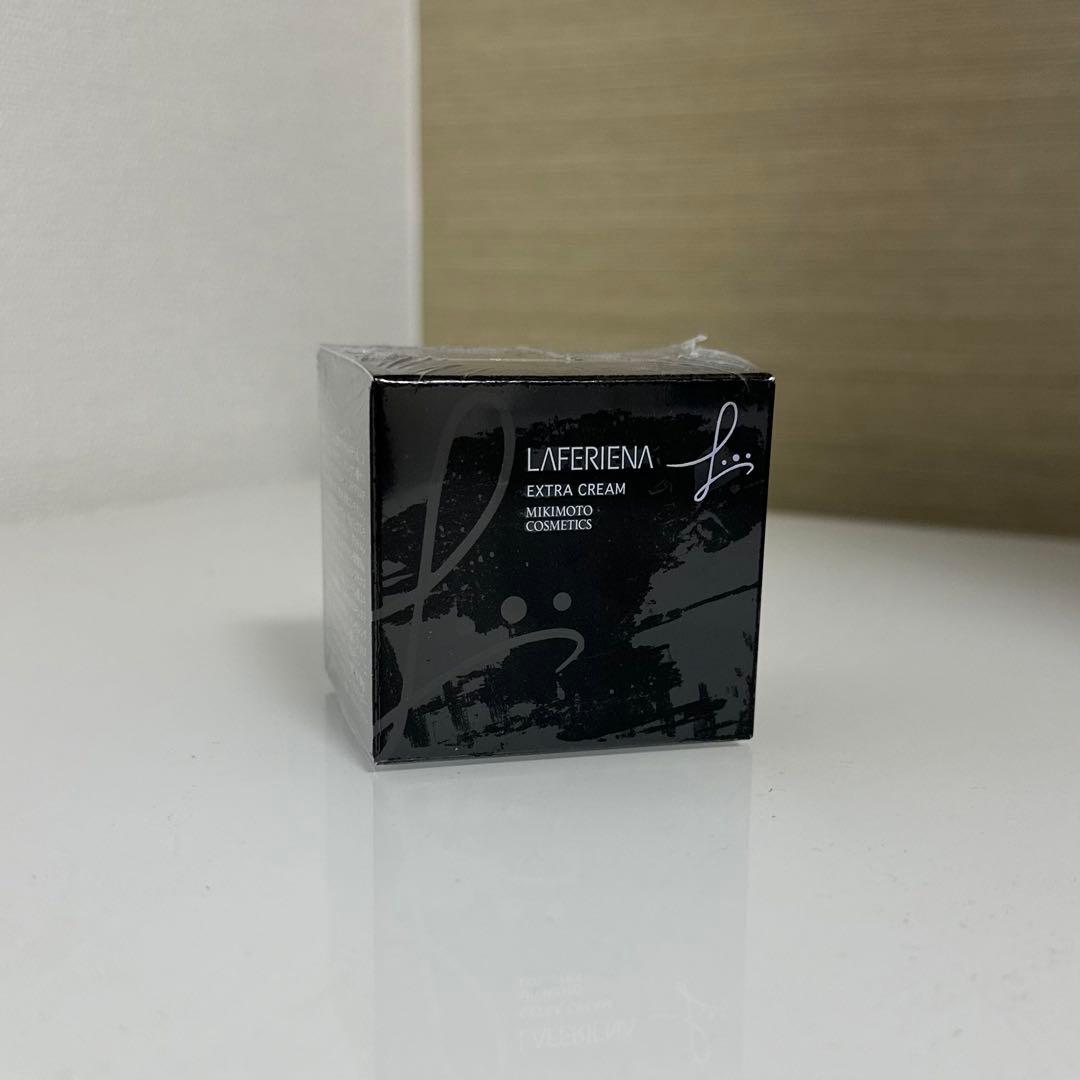 LAFERIENA
EXTRA CREAM
MIKIMOTO
COSMETICS